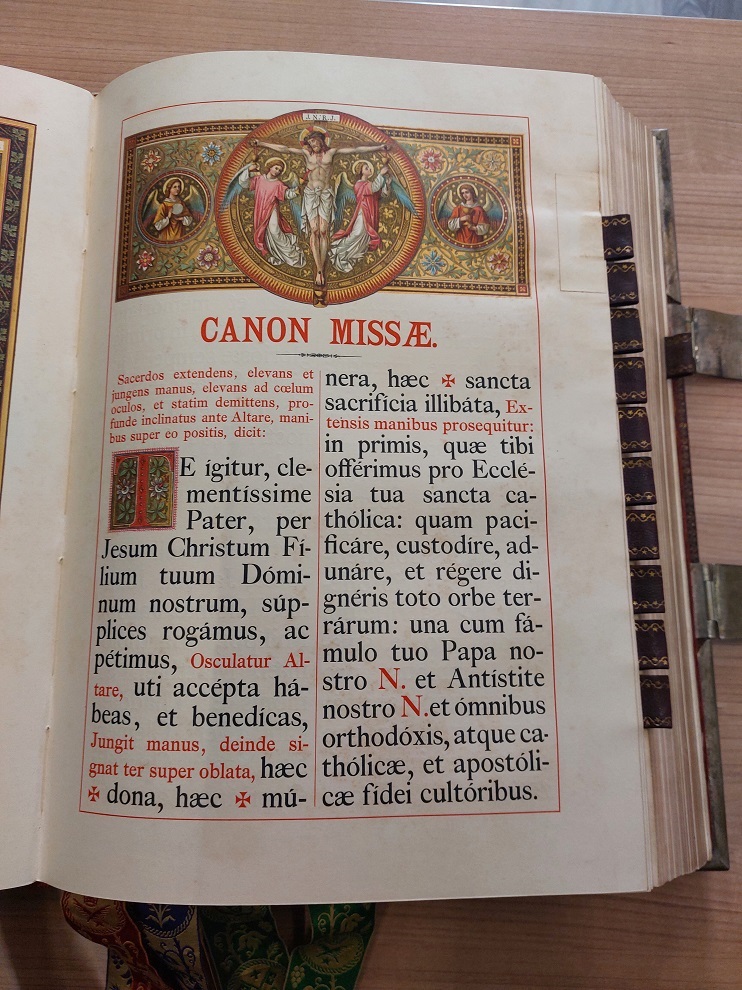 I.N.R.I.
CANON MISSÆ.
Sacerdos extendens, elevans et
jungens manus, elevans ad cœlum
oculos, et statim demittens, pro-
funde inclinatus ante Altare, mani-
bus super eo positis, dicit:
TE ígitur, cle-
mentíssime
Pater, per
Jesum Christum Fí-
lium tuum Dómi-
num nostrum, súp-
plices rogámus, ac
pétimus, Osculatur Al-
tare, uti accépta há-
beas, et benedícas,
Jungit manus, deinde si-
gnat ter super oblata, hæc
✠ dona, hæc ✠ mú-
nera, hæc ✠ sancta
sacrifícia illibáta, Ex-
tensis manibus prosequitur:
in primis, quæ tibi
offérimus pro Ecclé-
sia tua sancta ca-
thólica: quam paci-
ficáre, custodíre, ad-
unáre, et régere di-
gnéris toto orbe ter-
rárum: una cum fá-
mulo tuo Papa no-
stro N. et Antístite
nostro N. et ómnibus
orthodóxis, atque ca-
thólicæ, et apostóli-
cæ fídei cultóribus.